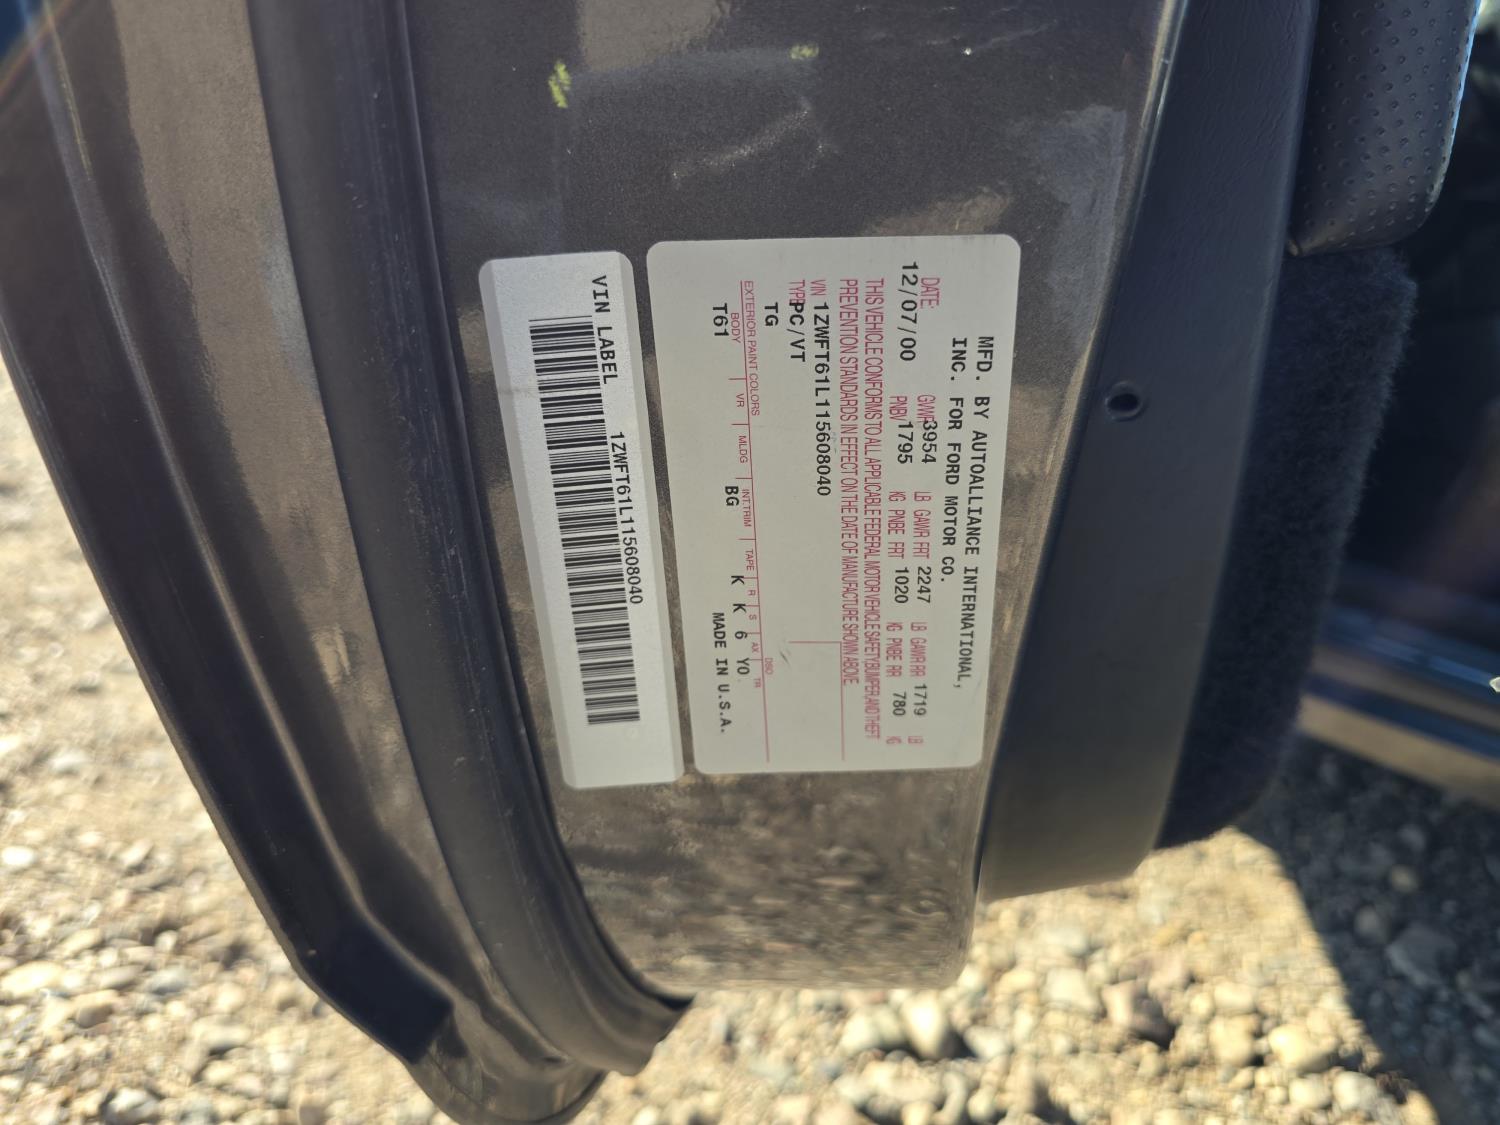 MFD. BY AUTOALLIANCE INTERNATIONAL,
INC. FOR FORD MOTOR CO.
DATE: GVWR 3954 LB GAWR FRT 2247 LB GAWR RR 1719 LB
12/07/00 PNBV 1795 KG PNBE FRT 1020 KG PNBE RR 780 KG
THIS VEHICLE CONFORMS TO ALL APPLICABLE FEDERAL MOTOR VEHICLE SAFETY, BUMPER, AND THEFT
PREVENTION STANDARDS IN EFFECT ON THE DATE OF MANUFACTURE SHOWN ABOVE.
VIN 1ZWFT61L115608040
TYPE PC/VT
TG DSO
EXTERIOR PAINT COLORS
BODY VR MLDG INT.TRIM TAPE R S AX TR
T61 BG K K 6 Y0
MADE IN U.S.A.
VIN LABEL 1ZWFT61L115608040